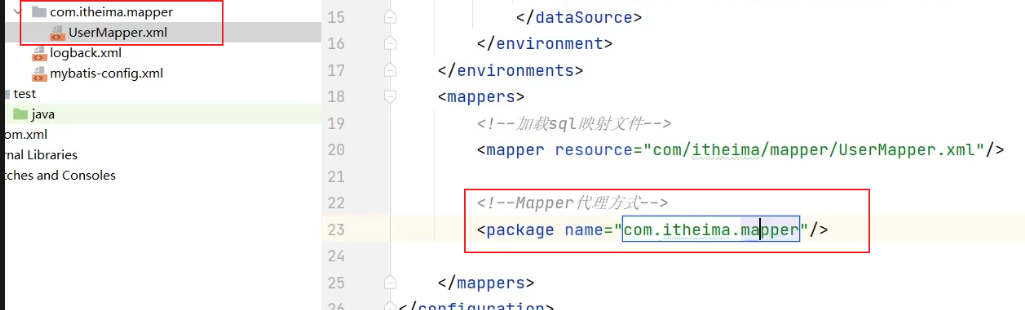 com.itheima.mapper
UserMapper.xml
logback.xml
mybatis-config.xml
test
java
om.xml
rnal Libraries
tches and Consoles
15 </dataSource>
16 </environment>
17 </environments>
18 <mappers>
19 <!--加载sql映射文件-->
20 <mapper resource="com/itheima/mapper/UserMapper.xml"/>
21
22 <!--Mapper代理方式-->
23 <package name="com.itheima.mapper"/>
24
25 </mappers>
26 </configuration>